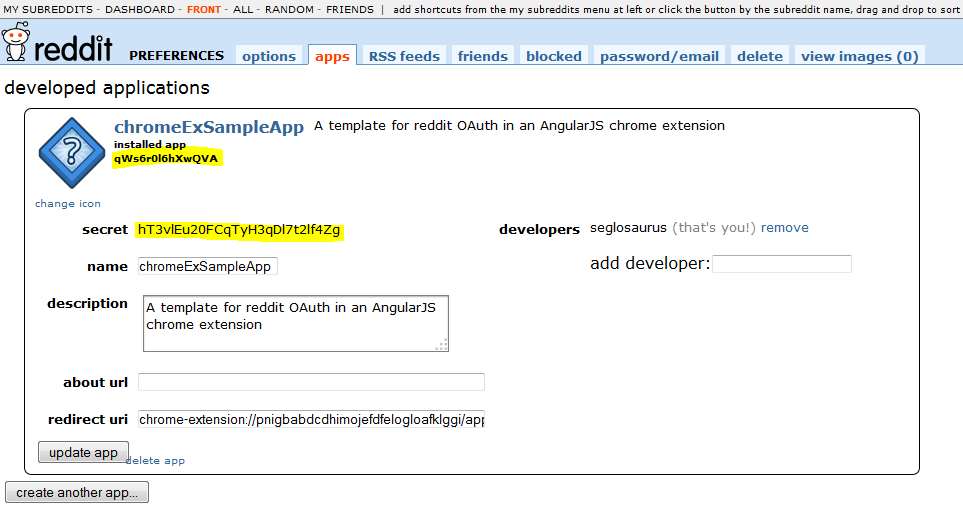 MY SUBREDDITS - DASHBOARD - FRONT - ALL - RANDOM - FRIENDS | add shortcuts from the my subreddits menu at left or click the button by the subreddit name, drag and drop to sort
reddit PREFERENCES options apps RSS feeds friends blocked password/email delete view images (0)
developed applications
chromeExSampleApp A template for reddit OAuth in an AngularJS chrome extension
installed app
qWs6r0l6hXwQVA
change icon
secret hT3vlEu20FCqTyH3qDl7t2lf4Zg developers seglosaurus (that's you!) remove
name chromeExSampleApp add developer:
description A template for reddit OAuth in an AngularJS
chrome extension
about url
redirect uri chrome-extension://pnigbabdcdhimojefdfelogloafklggi/app
update app delete app
create another app...